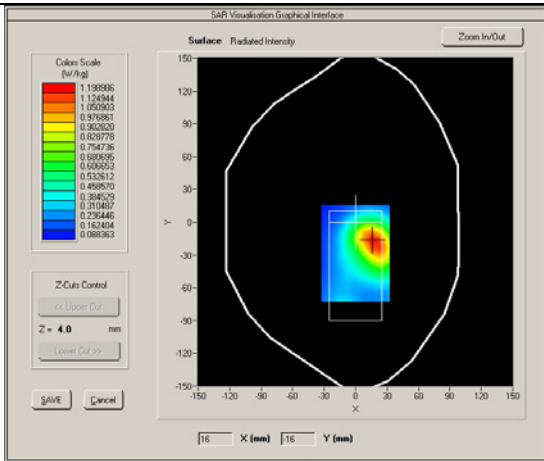 SAR Visualisation Graphical Interface
Surface Radiated Intensity
Zoom In/Out
Colors Scale
(W/kg)
1.198986
1.124944
1.050903
0.976861
0.902820
0.828778
0.754736
0.680695
0.606653
0.532612
0.458570
0.384529
0.310487
0.236446
0.162404
0.088363
Z-Cuts Control
<< Upper Cut
Z = 4.0 mm
Lower Cut >>
SAVE
Cancel
150
120
90
60
30
0
-30
-60
-90
-120
-150
Y
-150 -120 -90 -60 -30 0 30 60 90 120 150
X
16 X (mm) -16 Y (mm)